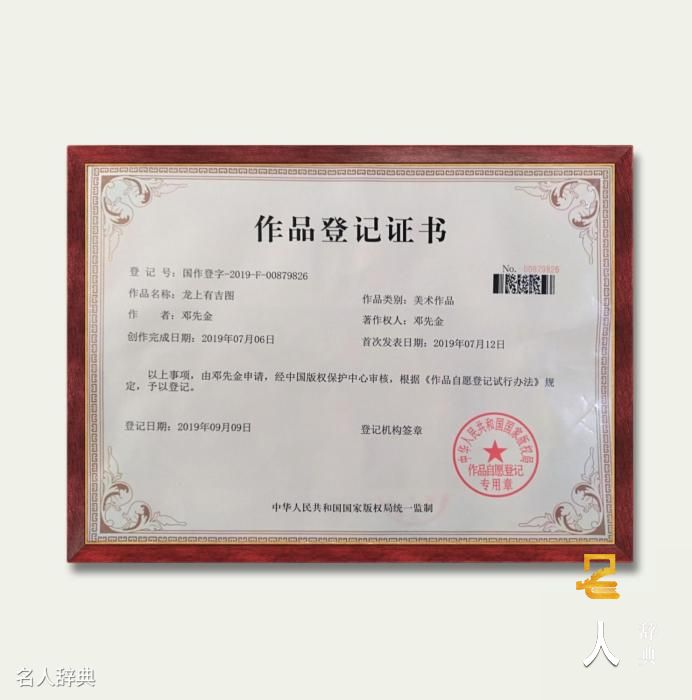 作品登记证书
登 记 号：国作登字-2019-F-00879826
No. 00879826
作品名称：龙上有吉图
作品类别：美术作品
作　　者：邓先金
著作权人：邓先金
创作完成日期：2019年07月06日
首次发表日期：2019年07月12日
以上事项，由邓先金申请，经中国版权保护中心审核，根据《作品自愿登记试行办法》规
定，予以登记。
登记日期：2019年09月09日
登记机构签章
中华人民共和国国家版权局
作品自愿登记
专用章
中华人民共和国国家版权局统一监制
名
人
辞典
名人辞典